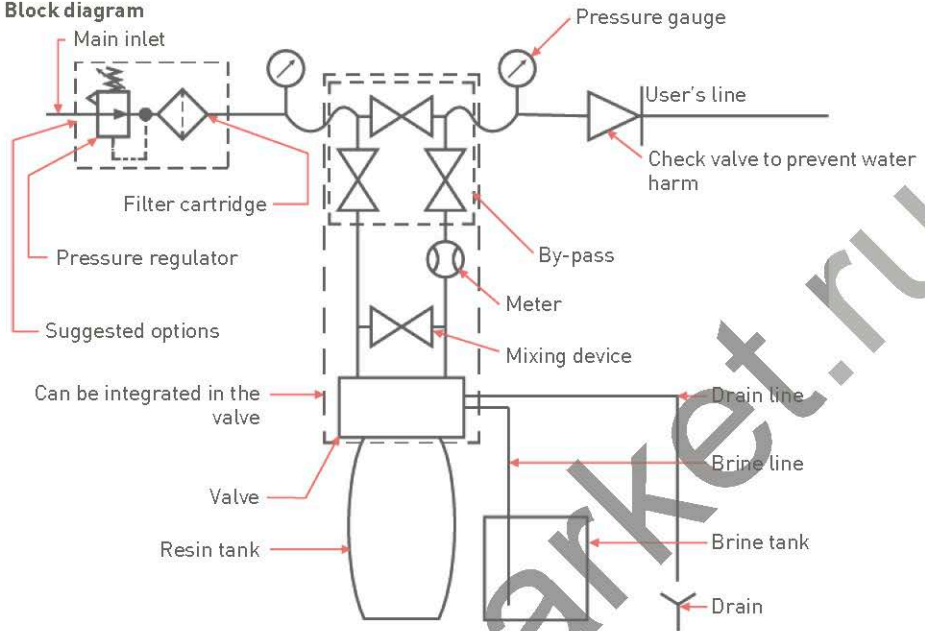 Block diagram
Main inlet
Pressure gauge
User's line
Check valve to prevent water
harm
Filter cartridge
Pressure regulator
By-pass
Meter
Suggested options
Mixing device
Can be integrated in the
valve
Drain line
Brine line
Valve
Resin tank
Brine tank
Drain
arket.ru